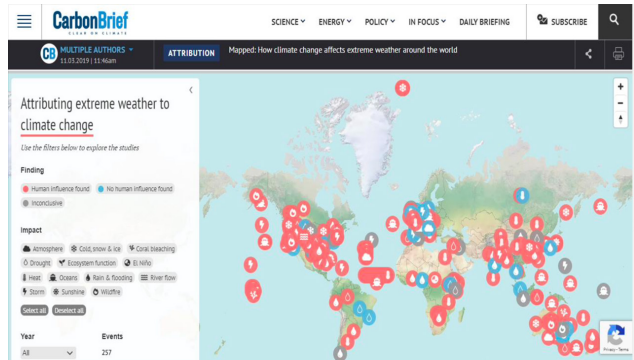 CarbonBrief
CLEAR ON CLIMATE
SCIENCE ENERGY POLICY IN FOCUS DAILY BRIEFING SUBSCRIBE
CB MULTIPLE AUTHORS
11.03.2019 | 11:46am
ATTRIBUTION Mapped: How climate change affects extreme weather around the world
Attributing extreme weather to
climate change
Use the filters below to explore the studies
Finding
Human influence found No human influence found
Inconclusive
Impact
Atmosphere Cold, snow & ice Coral bleaching
Drought Ecosystem function El Niño
Heat Oceans Rain & flooding River flow
Storm Sunshine Wildfire
Select all Deselect all
Year Events
All 257
+
-
Privacy - Terms